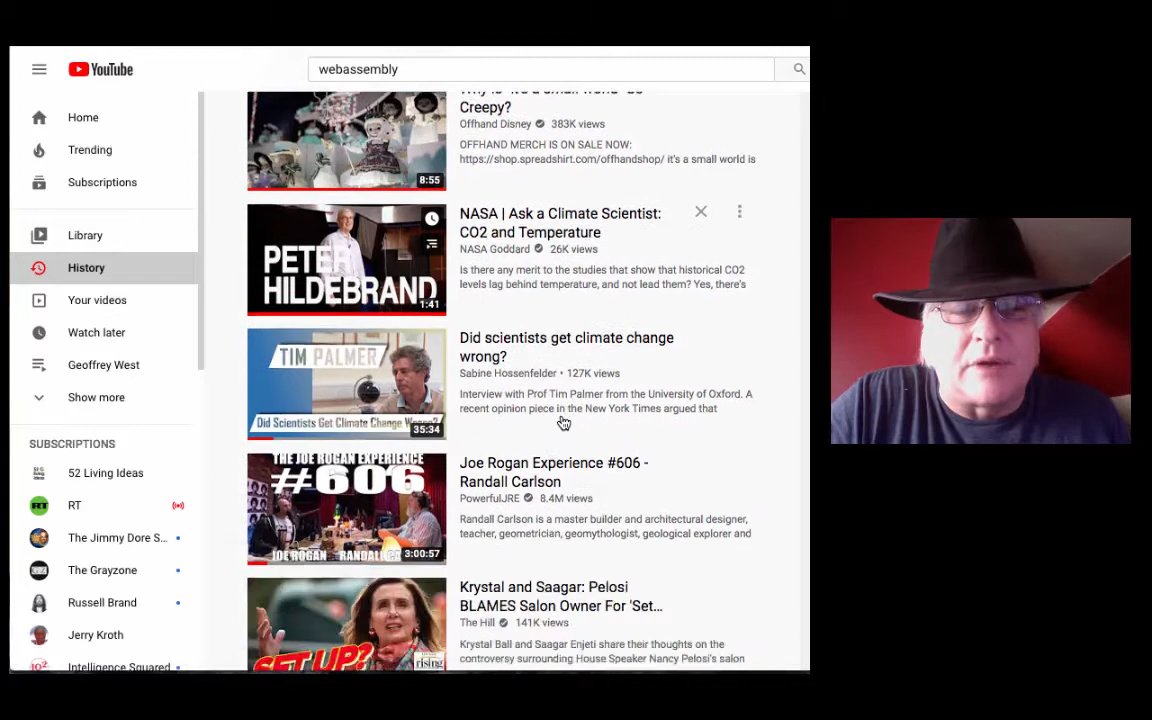 YouTube
webassembly
Home
Trending
Subscriptions
Library
History
Your videos
Watch later
Geoffrey West
Show more
SUBSCRIPTIONS
52 Living Ideas
RT
The Jimmy Dore S...
The Grayzone
Russell Brand
Jerry Kroth
Intelligence Squared
Creepy?
Offhand Disney 383K views
OFFHAND MERCH IS ON SALE NOW:
https://shop.spreadshirt.com/offhandshop/ it's a small world is
8:55
PETER
HILDEBRAND
1:41
NASA | Ask a Climate Scientist:
CO2 and Temperature
NASA Goddard 26K views
Is there any merit to the studies that show that historical CO2
levels lag behind temperature, and not lead them? Yes, there's
TIM PALMER
Did Scientists Get Climate Change Wrong?
35:34
Did scientists get climate change
wrong?
Sabine Hossenfelder • 127K views
Interview with Prof Tim Palmer from the University of Oxford. A
recent opinion piece in the New York Times argued that
THE JOE ROGAN EXPERIENCE
#606
JOE ROGAN
3:00:57
Joe Rogan Experience #606 -
Randall Carlson
PowerfulJRE 8.4M views
Randall Carlson is a master builder and architectural designer,
teacher, geometrician, geomythologist, geological explorer and
SET UP?
rising
Krystal and Saagar: Pelosi
BLAMES Salon Owner For 'Set...
The Hill 141K views
Krystal Ball and Saagar Enjeti share their thoughts on the
controversy surrounding House Speaker Nancy Pelosi's salon